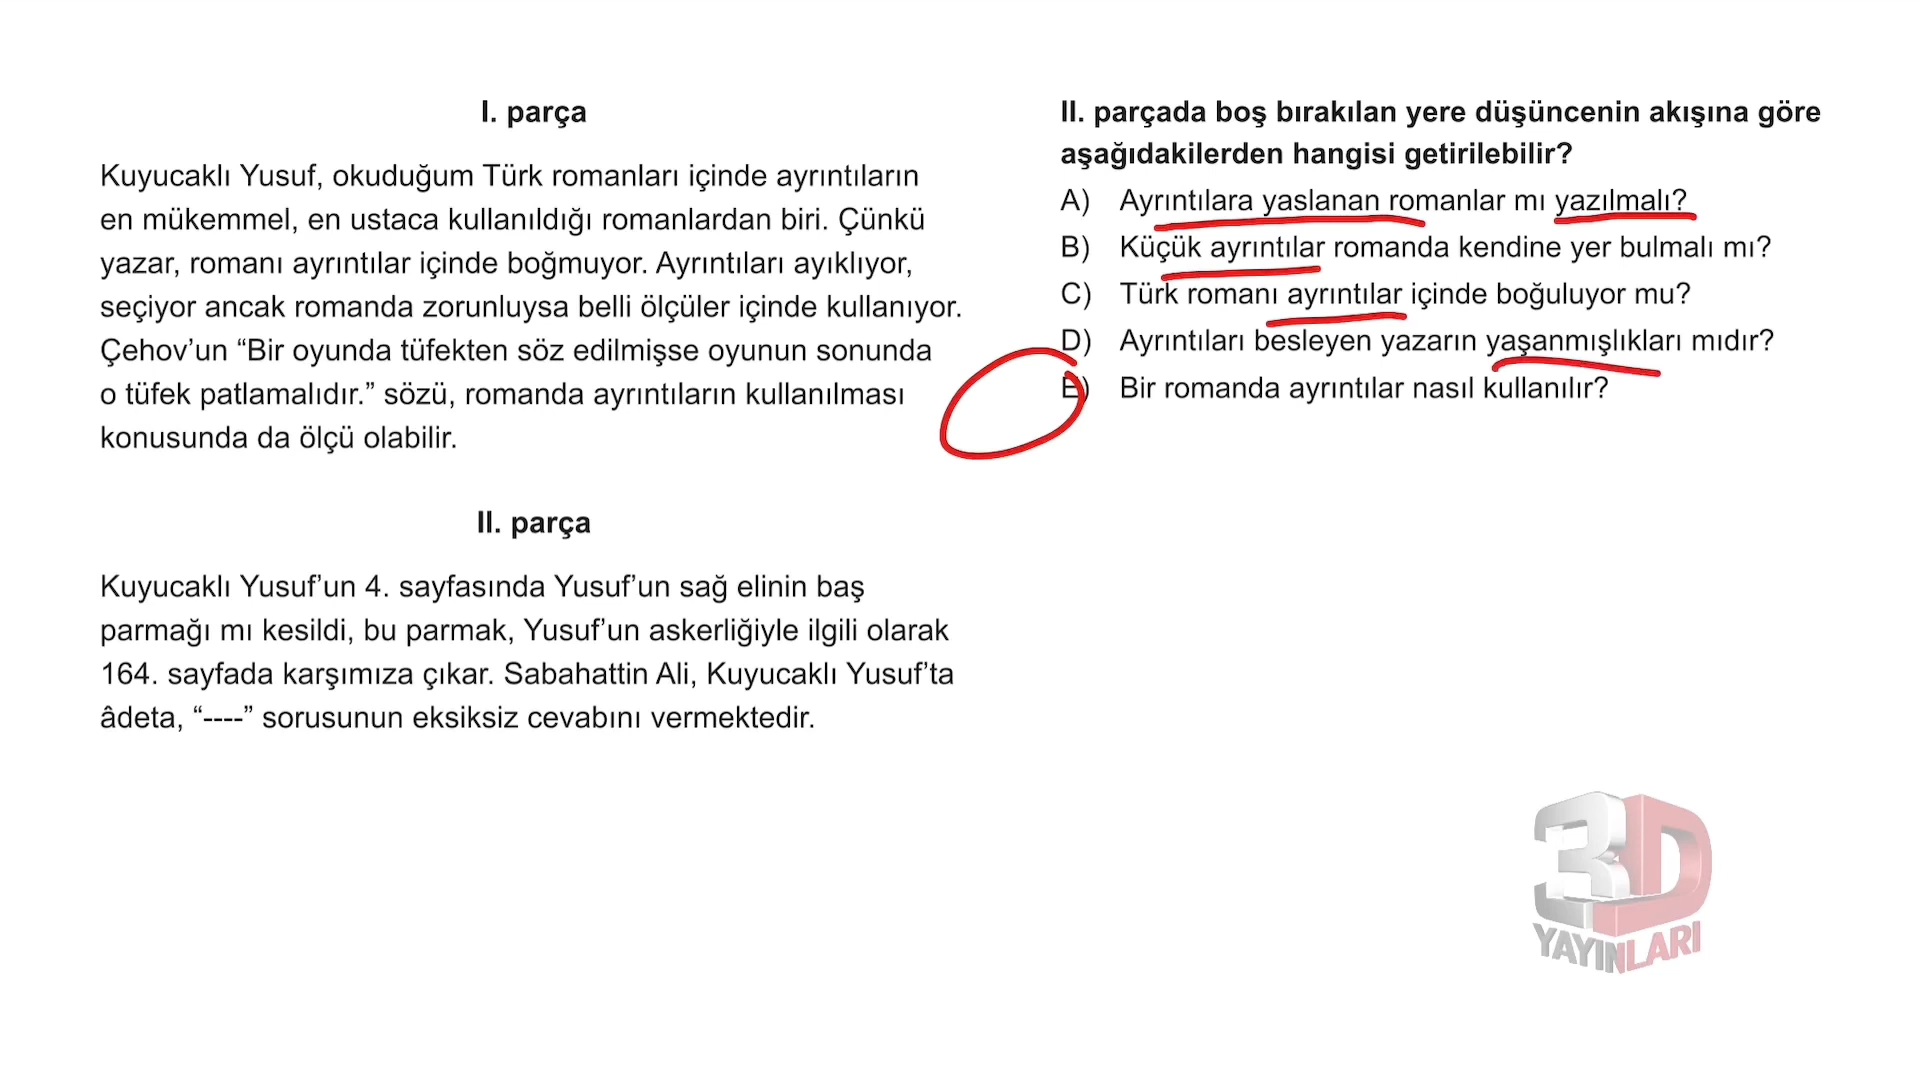 I. parça
Kuyucaklı Yusuf, okuduğum Türk romanları içinde ayrıntıların
en mükemmel, en ustaca kullanıldığı romanlardan biri. Çünkü
yazar, romanı ayrıntılar içinde boğmuyor. Ayrıntıları ayıklıyor,
seçiyor ancak romanda zorunluysa belli ölçüler içinde kullanıyor.
Çehov’un “Bir oyunda tüfekten söz edilmişse oyunun sonunda
o tüfek patlamalıdır.” sözü, romanda ayrıntıların kullanılması
konusunda da ölçü olabilir.
II. parça
Kuyucaklı Yusuf’un 4. sayfasında Yusuf’un sağ elinin baş
parmağı mı kesildi, bu parmak, Yusuf’un askerliğiyle ilgili olarak
164. sayfada karşımıza çıkar. Sabahattin Ali, Kuyucaklı Yusuf’ta
âdeta, “----” sorusunun eksiksiz cevabını vermektedir.
II. parçada boş bırakılan yere düşüncenin akışına göre
aşağıdakilerden hangisi getirilebilir?
A) Ayrıntılara yaslanan romanlar mı yazılmalı?
B) Küçük ayrıntılar romanda kendine yer bulmalı mı?
C) Türk romanı ayrıntılar içinde boğuluyor mu?
D) Ayrıntıları besleyen yazarın yaşanmışlıkları mıdır?
E) Bir romanda ayrıntılar nasıl kullanılır?
3D
YAYINLARI